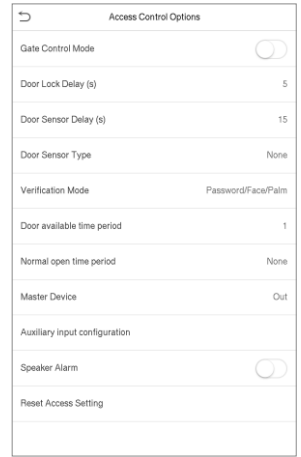 Access Control Options
Gate Control Mode
Door Lock Delay (s) 5
Door Sensor Delay (s) 15
Door Sensor Type None
Verification Mode Password/Face/Palm
Door available time period 1
Normal open time period None
Master Device Out
Auxiliary input configuration
Speaker Alarm
Reset Access Setting